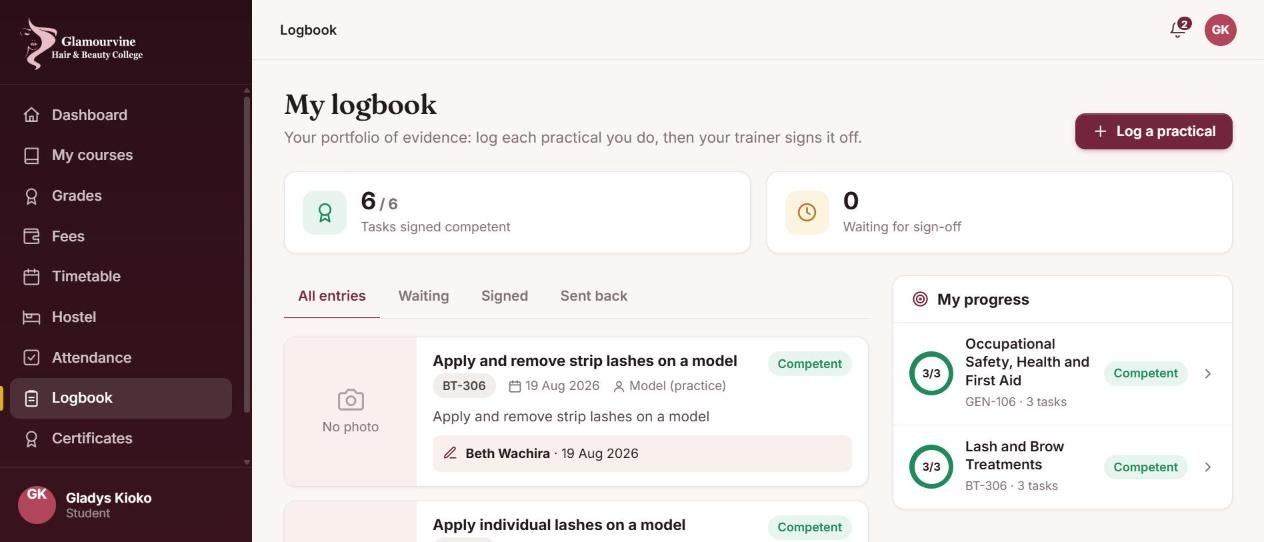 Glamourvine
Hair & Beauty College
Dashboard
My courses
Grades
Fees
Timetable
Hostel
Attendance
Logbook
Certificates
GK
Gladys Kioko
Student
Logbook
2
GK
My logbook
Your portfolio of evidence: log each practical you do, then your trainer signs it off.
+ Log a practical
6 / 6
Tasks signed competent
0
Waiting for sign-off
All entries Waiting Signed Sent back
No photo
Apply and remove strip lashes on a model
Competent
BT-306 19 Aug 2026 Model (practice)
Apply and remove strip lashes on a model
Beth Wachira · 19 Aug 2026
Apply individual lashes on a model
Competent
My progress
3/3
Occupational
Safety, Health and
First Aid
GEN-106 · 3 tasks
Competent
3/3
Lash and Brow
Treatments
BT-306 · 3 tasks
Competent